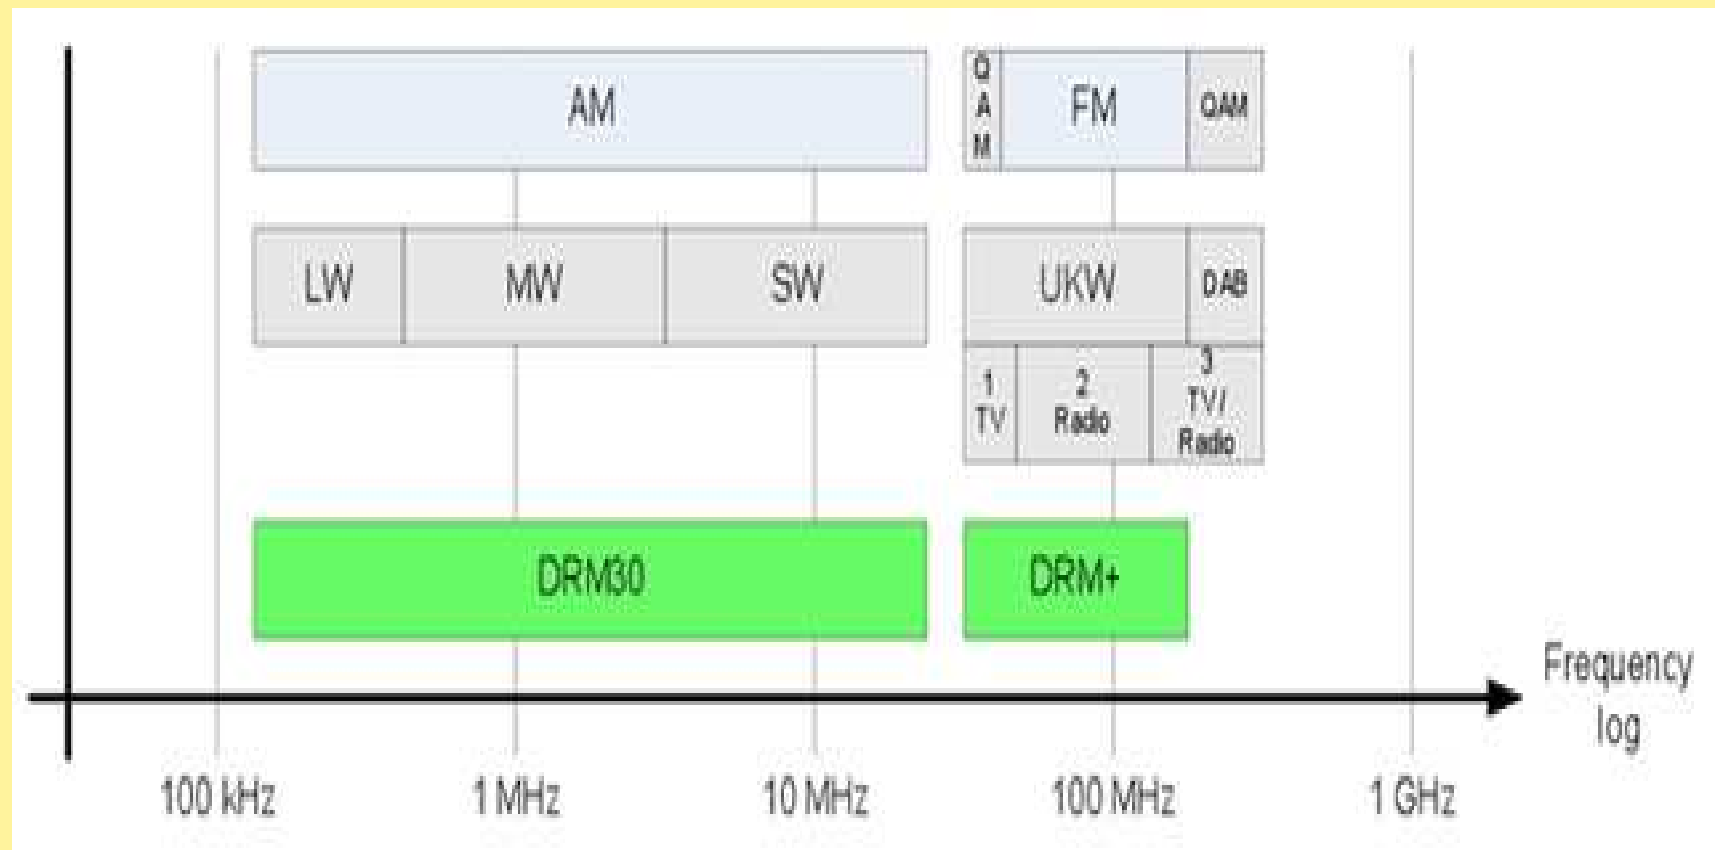 AM
Q
A
M
FM
QAM
LW
MW
SW
UKW
DAB
1
TV
2
Radio
3
TV/
Radio
DRM30
DRM+
Frequency
log
100 kHz
1 MHz
10 MHz
100 MHz
1 GHz